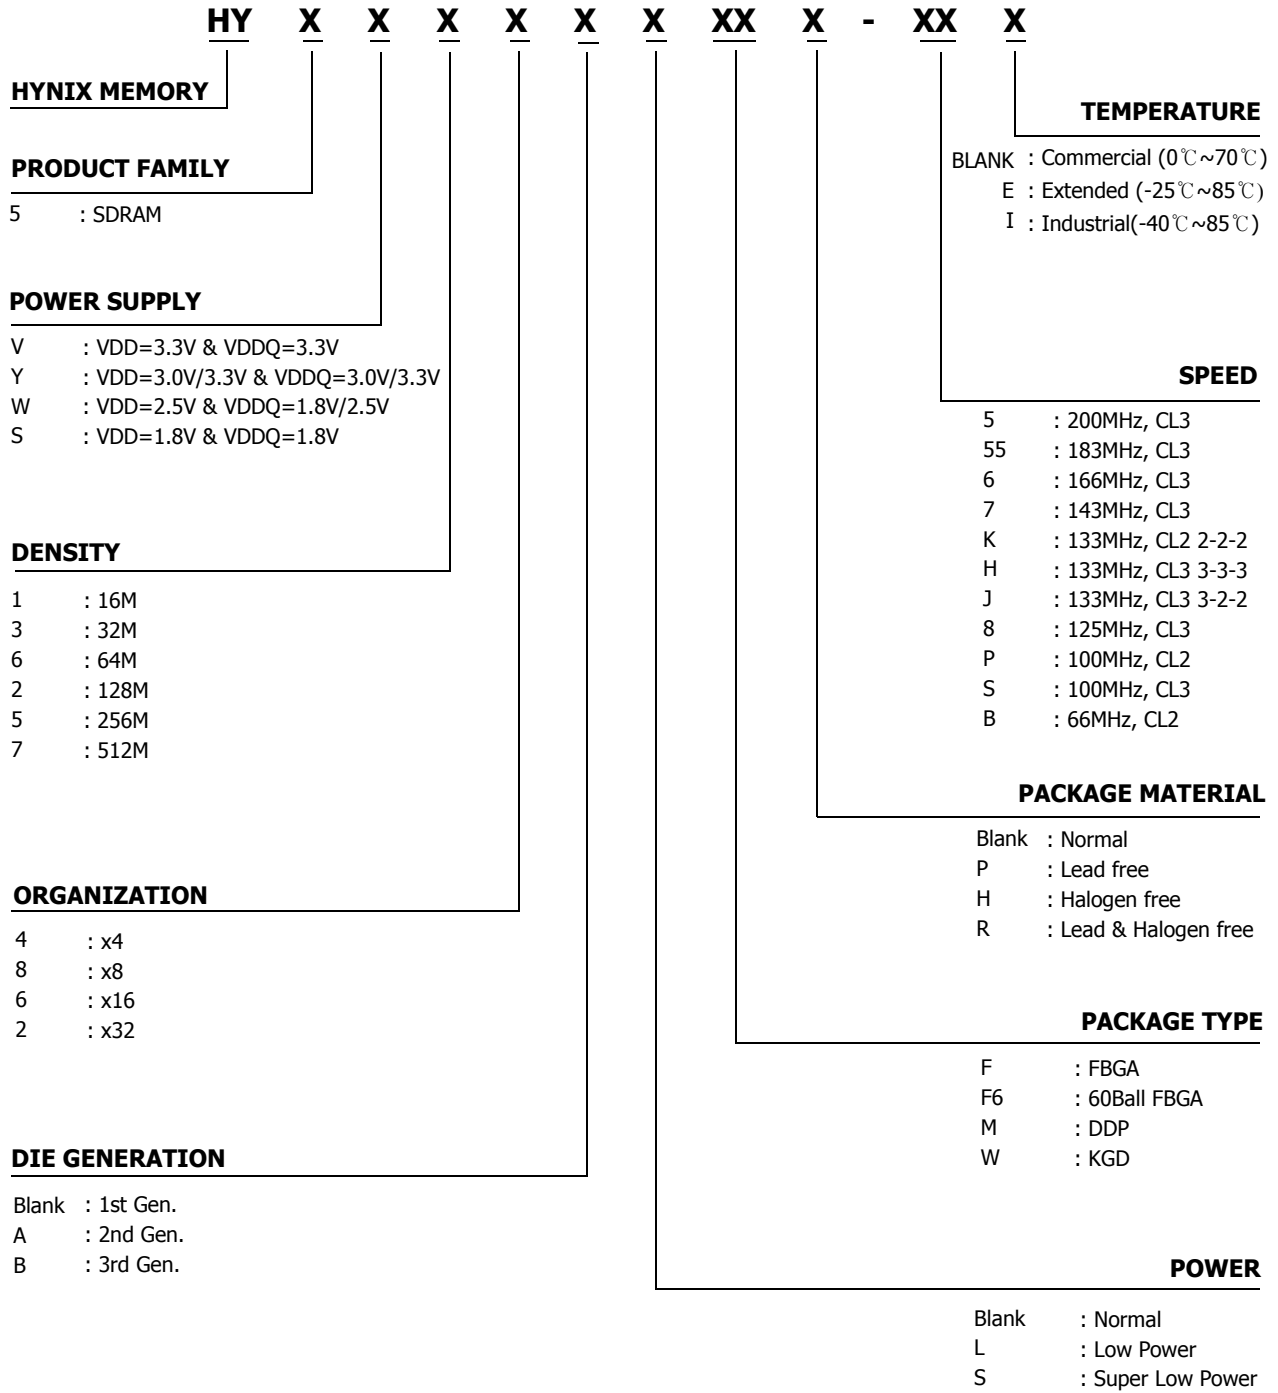 HY X X X X X X XX X - XX X
HYNIX MEMORY
PRODUCT FAMILY
5 : SDRAM
POWER SUPPLY
V : VDD=3.3V & VDDQ=3.3V
Y : VDD=3.0V/3.3V & VDDQ=3.0V/3.3V
W : VDD=2.5V & VDDQ=1.8V/2.5V
S : VDD=1.8V & VDDQ=1.8V
DENSITY
1 : 16M
3 : 32M
6 : 64M
2 : 128M
5 : 256M
7 : 512M
ORGANIZATION
4 : x4
8 : x8
6 : x16
2 : x32
DIE GENERATION
Blank : 1st Gen.
A : 2nd Gen.
B : 3rd Gen.
TEMPERATURE
BLANK : Commercial (0℃~70℃)
E : Extended (-25℃~85℃)
I : Industrial(-40℃~85℃)
SPEED
5 : 200MHz, CL3
55 : 183MHz, CL3
6 : 166MHz, CL3
7 : 143MHz, CL3
K : 133MHz, CL2 2-2-2
H : 133MHz, CL3 3-3-3
J : 133MHz, CL3 3-2-2
8 : 125MHz, CL3
P : 100MHz, CL2
S : 100MHz, CL3
B : 66MHz, CL2
PACKAGE MATERIAL
Blank : Normal
P : Lead free
H : Halogen free
R : Lead & Halogen free
PACKAGE TYPE
F : FBGA
F6 : 60Ball FBGA
M : DDP
W : KGD
POWER
Blank : Normal
L : Low Power
S : Super Low Power